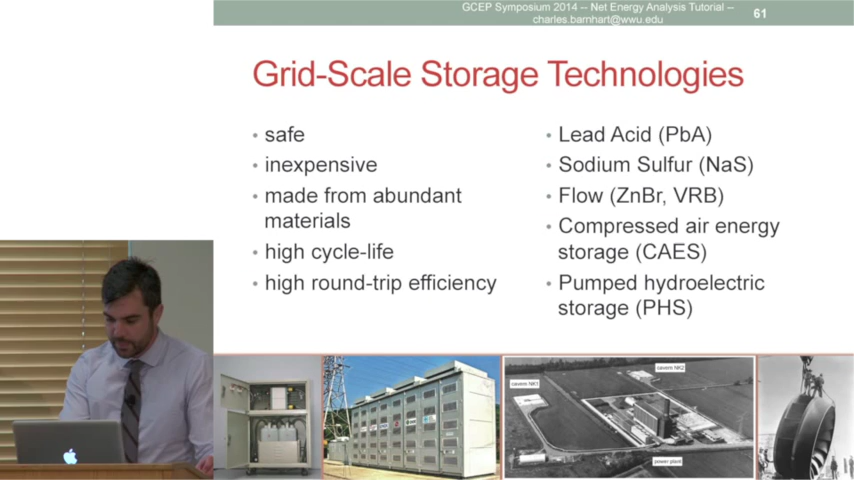 GCEP Symposium 2014 -- Net Energy Analysis Tutorial --
charles.barnhart@wwu.edu
61
Grid-Scale Storage Technologies
• safe
• inexpensive
• made from abundant
materials
• high cycle-life
• high round-trip efficiency
• Lead Acid (PbA)
• Sodium Sulfur (NaS)
• Flow (ZnBr, VRB)
• Compressed air energy
storage (CAES)
• Pumped hydroelectric
storage (PHS)
cavern NK1
cavern NK2
power plant